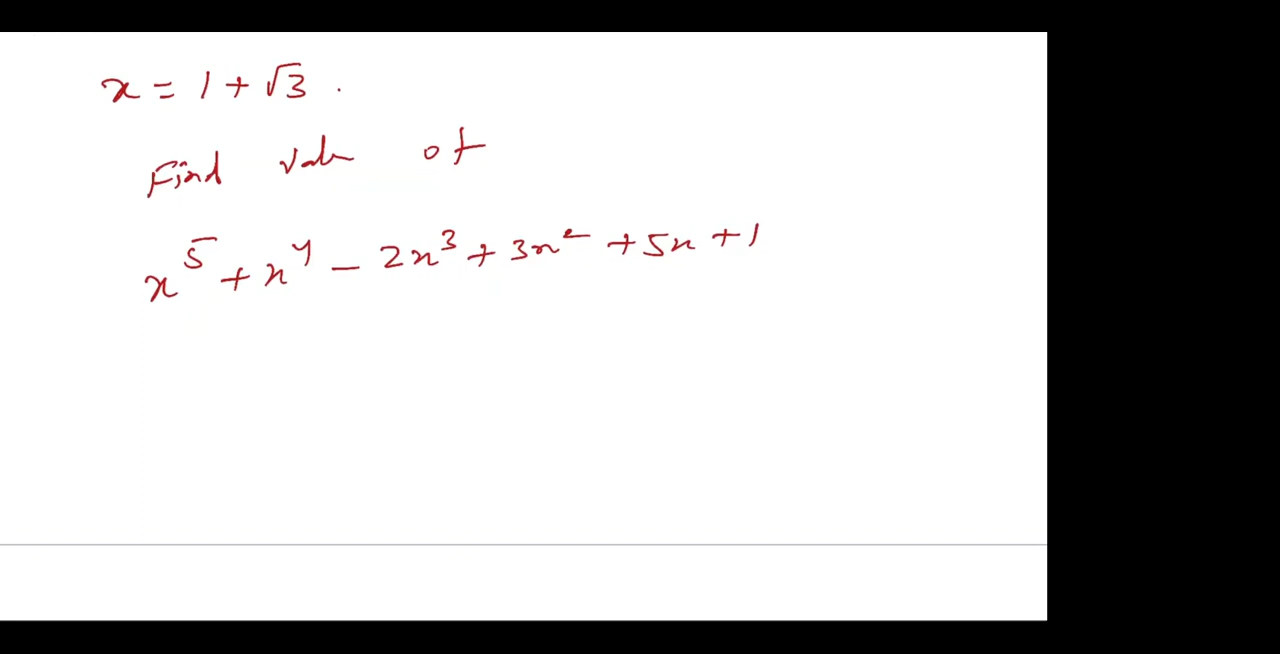 x = 1 + √3 .
Find value of
x⁵ + x⁴ − 2x³ + 3x² + 5x + 1